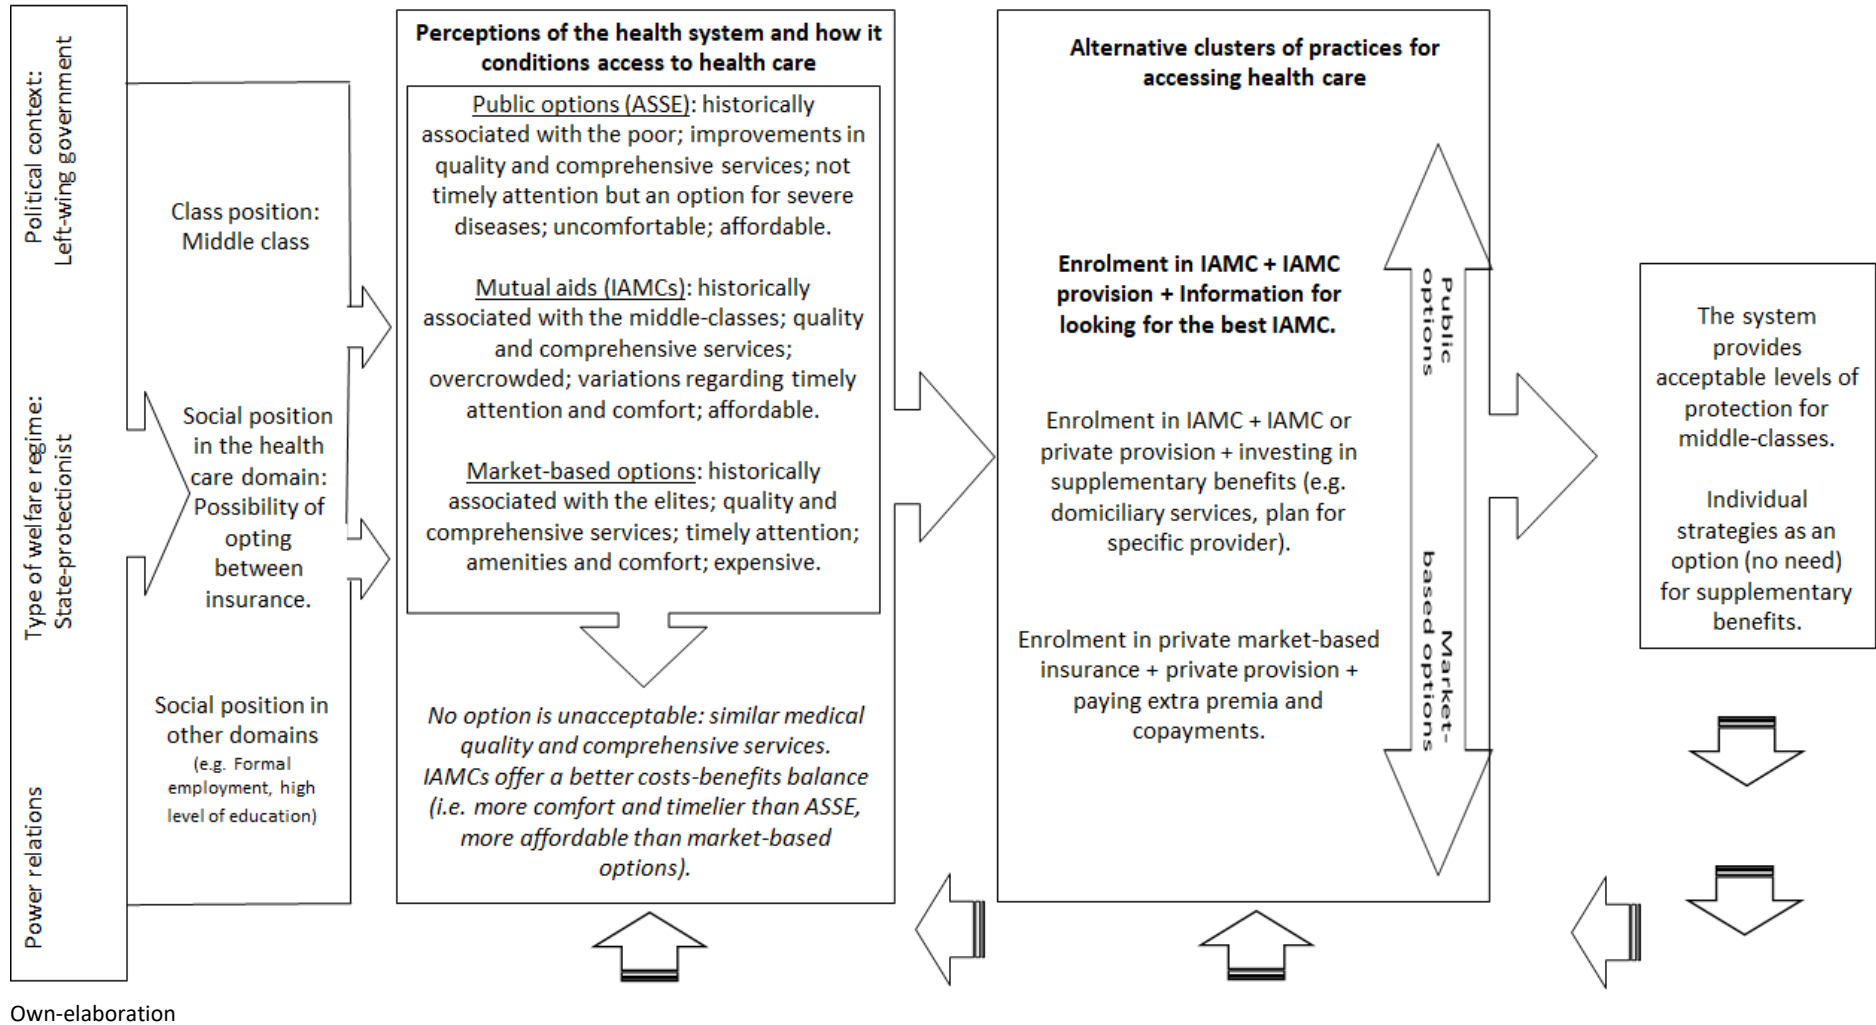 Political context:
Left-wing government
Type of welfare regime:
State-protectionist
Power relations
Class position:
Middle class
Social position
in the health
care domain:
Possibility of
opting
between
insurance.
Social position in
other domains
(e.g. Formal
employment, high
level of education)
Perceptions of the health system and how it
conditions access to health care
Public options (ASSE): historically
associated with the poor; improvements in
quality and comprehensive services; not
timely attention but an option for severe
diseases; uncomfortable; affordable.
Mutual aids (IAMCs): historically
associated with the middle-classes; quality
and comprehensive services;
overcrowded; variations regarding timely
attention and comfort; affordable.
Market-based options: historically
associated with the elites; quality and
comprehensive services; timely attention;
amenities and comfort; expensive.
No option is unacceptable: similar medical
quality and comprehensive services.
IAMCs offer a better costs-benefits balance
(i.e. more comfort and timelier than ASSE,
more affordable than market-based
options).
Alternative clusters of practices for
accessing health care
Enrolment in IAMC + IAMC
provision + Information for
looking for the best IAMC.
Enrolment in IAMC + IAMC or
private provision + investing in
supplementary benefits (e.g.
domiciliary services, plan for
specific provider).
Enrolment in private market-based
insurance + private provision +
paying extra premia and
copayments.
Public
options
Market-
based options
The system
provides
acceptable levels of
protection for
middle-classes.
Individual
strategies as an
option (no need)
for supplementary
benefits.
Own-elaboration